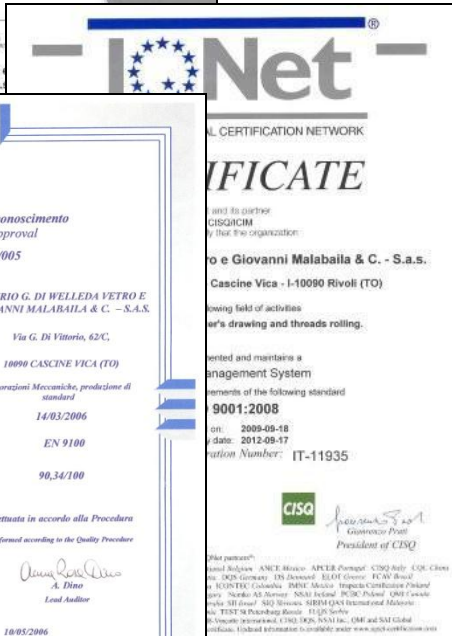 IQNet ®
L CERTIFICATION NETWORK
IFICATE
and its partner
CISQ/ICIM
y that the organization
ro e Giovanni Malabaila & C. - S.a.s.
Cascine Vica - I-10090 Rivoli (TO)
lowing field of activities
er's drawing and threads rolling.
mented and maintains a
anagement System
rements of the following standard
9001:2008
on: 2009-09-18
y date: 2012-09-17
ration Number: IT-11935
CISQ
Gianrenzo Prati
President of CISQ
onoscimento
proval
/005
RIO G. DI WELLEDA VETRO E
ANNI MALABAILA & C. – S.A.S.
Via G. Di Vittorio, 62/C,
10090 CASCINE VICA (TO)
orazioni Meccaniche, produzione di
standard
14/03/2006
EN 9100
90,34/100
ettuata in accordo alla Procedura
formed according to the Quality Procedure
A. Dino
Lead Auditor
10/05/2006